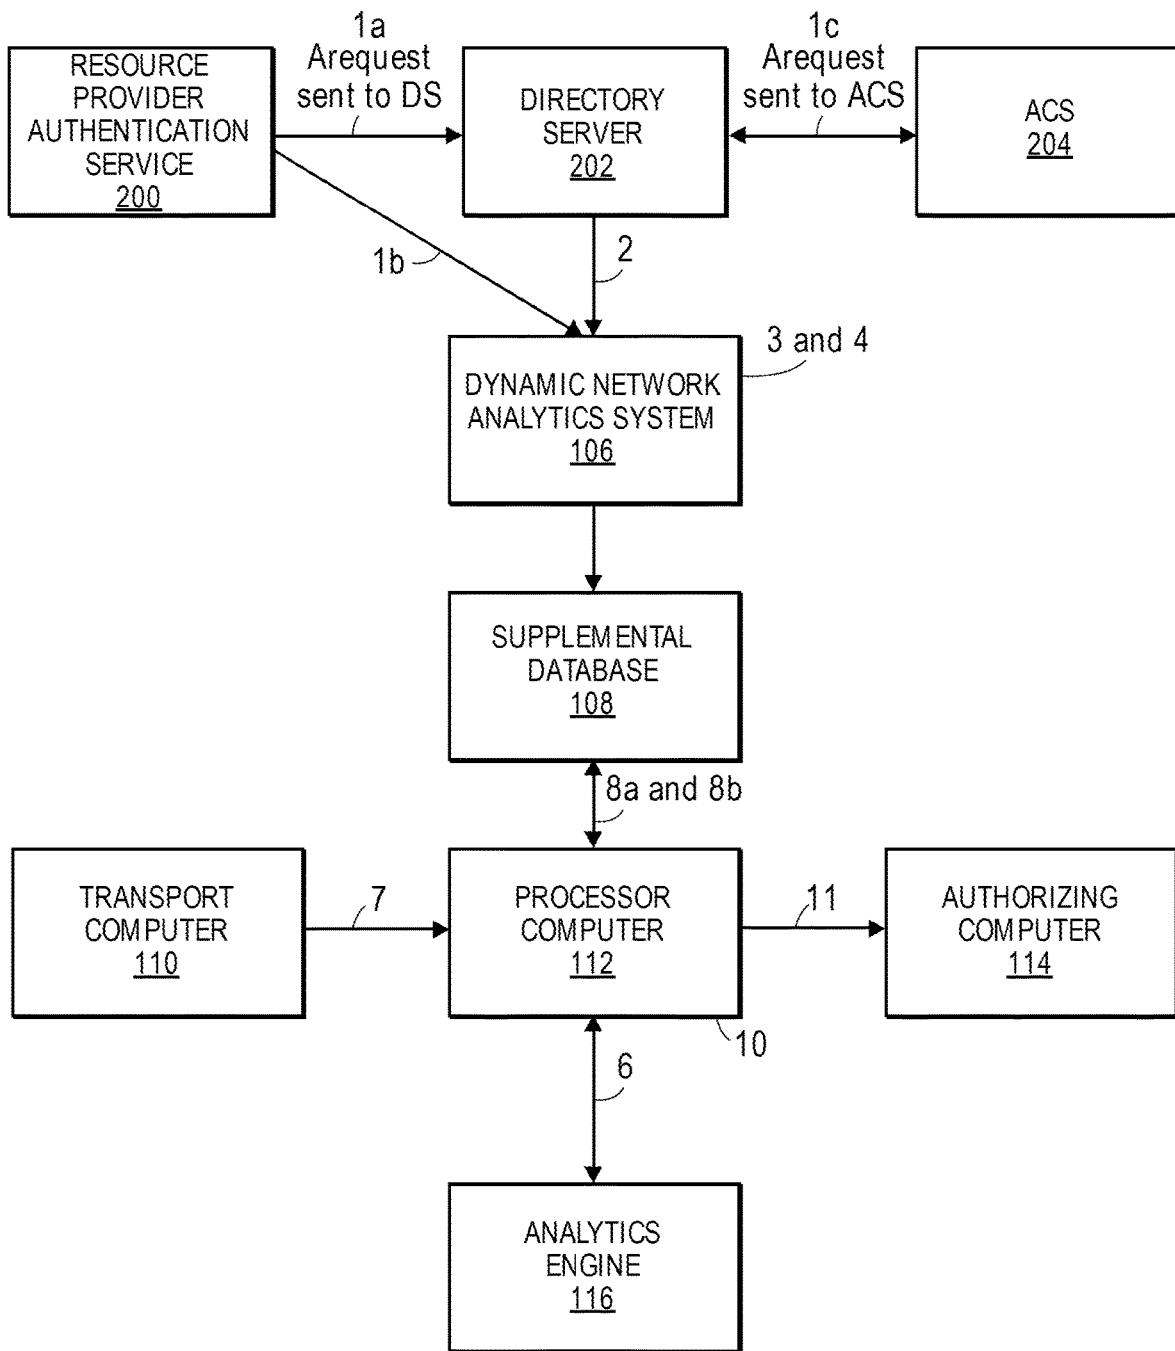 1a
Arequest
sent to DS
1c
Arequest
sent to ACS
RESOURCE
PROVIDER
AUTHENTICATION
SERVICE
200
DIRECTORY
SERVER
202
ACS
204
1b
2
3 and 4
DYNAMIC NETWORK
ANALYTICS SYSTEM
106
SUPPLEMENTAL
DATABASE
108
8a and 8b
TRANSPORT
COMPUTER
110
7
PROCESSOR
COMPUTER
112
11
AUTHORIZING
COMPUTER
114
10
6
ANALYTICS
ENGINE
116